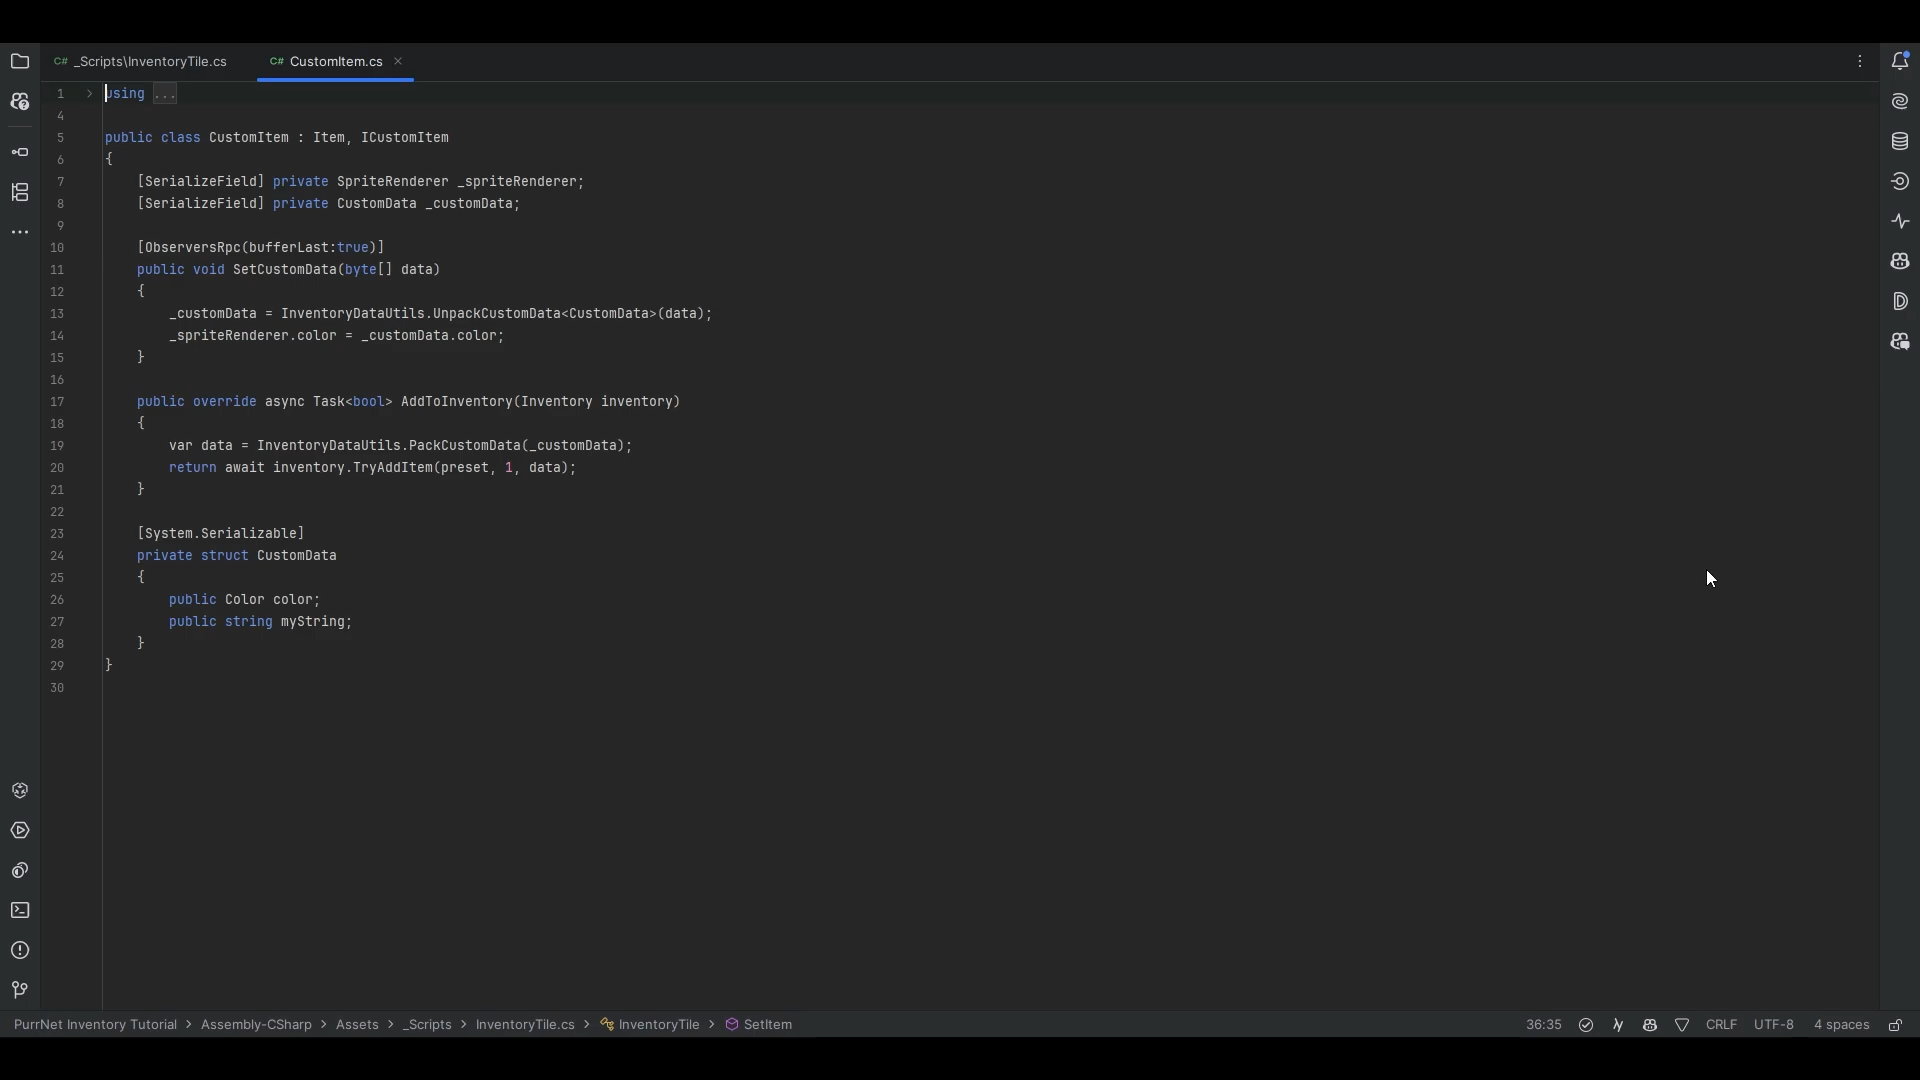 C# _Scripts\InventoryTile.cs
C# CustomItem.cs
1 using ...
4
5 public class CustomItem : Item, ICustomItem
6 {
7 [SerializeField] private SpriteRenderer _spriteRenderer;
8 [SerializeField] private CustomData _customData;
9
10 [ObserversRpc(bufferLast:true)]
11 public void SetCustomData(byte[] data)
12 {
13 _customData = InventoryDataUtils.UnpackCustomData<CustomData>(data);
14 _spriteRenderer.color = _customData.color;
15 }
16
17 public override async Task<bool> AddToInventory(Inventory inventory)
18 {
19 var data = InventoryDataUtils.PackCustomData(_customData);
20 return await inventory.TryAddItem(preset, 1, data);
21 }
22
23 [System.Serializable]
24 private struct CustomData
25 {
26 public Color color;
27 public string myString;
28 }
29 }
30
PurrNet Inventory Tutorial > Assembly-CSharp > Assets > _Scripts > InventoryTile.cs > InventoryTile > SetItem
36:35 CRLF UTF-8 4 spaces